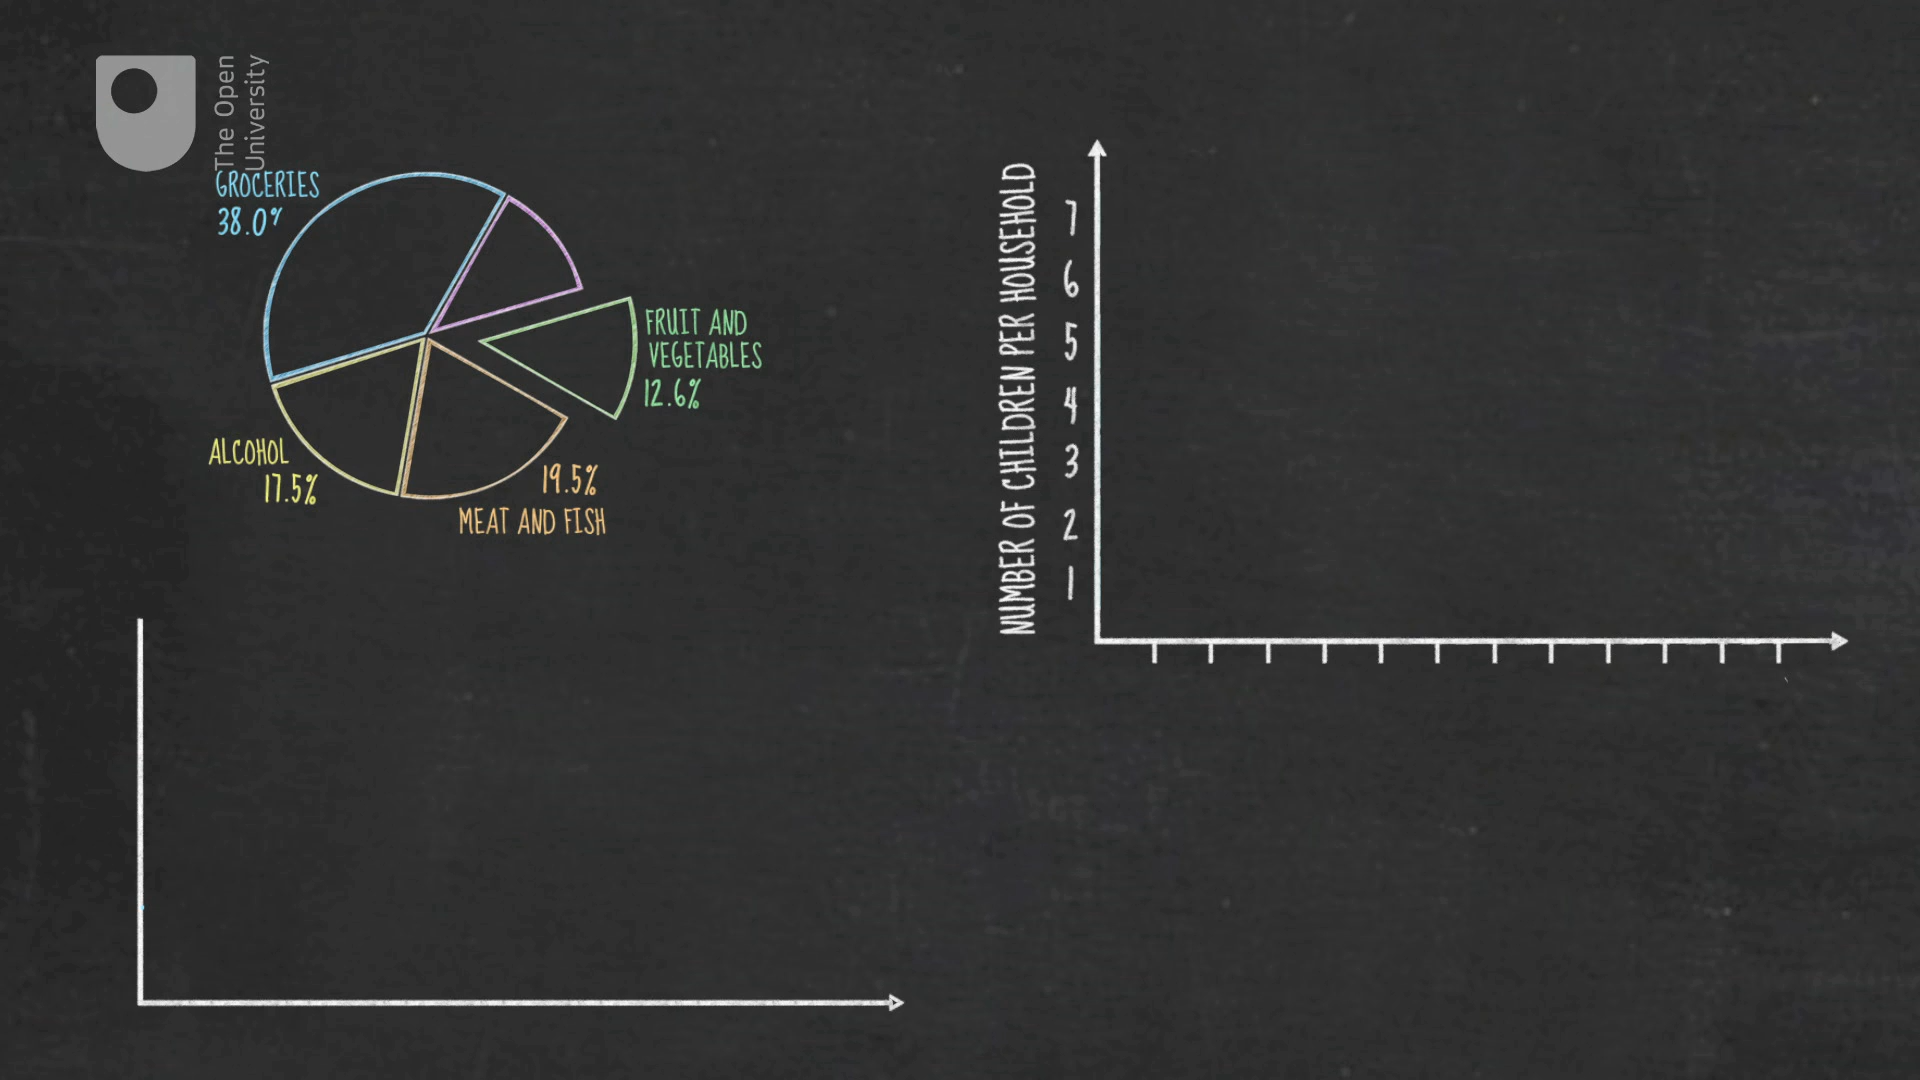 The Open
University
GROCERIES
38.0%
FRUIT AND
VEGETABLES
12.6%
ALCOHOL
17.5%
19.5%
MEAT AND FISH
NUMBER OF CHILDREN PER HOUSEHOLD
7
6
5
4
3
2
1